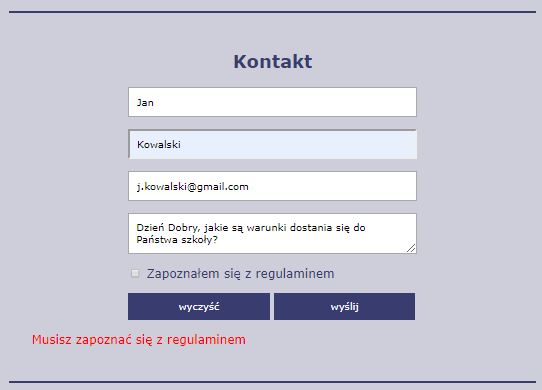 Kontakt
Jan
Kowalski
j.kowalski@gmail.com
Dzień Dobry, jakie są warunki dostania się do
Państwa szkoły?
Zapoznałem się z regulaminem
wyczyść wyślij
Musisz zapoznać się z regulaminem